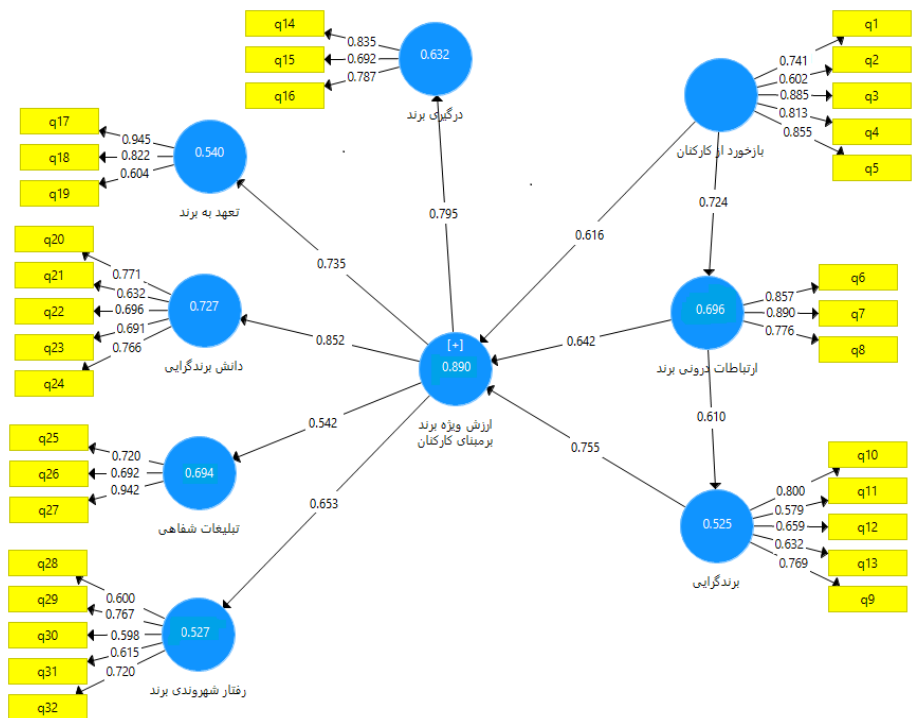 q14
q15
q16
0.835
0.692
0.787
0.632
درگیری برند
q17
q18
q19
0.945
0.822
0.604
0.540
تعهد به برند
q20
q21
q22
q23
q24
0.771
0.632
0.696
0.691
0.766
0.727
دانش برندگرایی
q25
q26
q27
0.720
0.692
0.942
0.694
تبلیغات شفاهی
q28
q29
q30
q31
q32
0.600
0.767
0.598
0.615
0.720
0.527
رفتار شهروندی برند
0.795
0.735
0.852
0.542
0.653
[+]
0.890
ارزش ویژه برند
برمبنای کارکنان
0.616
0.642
0.755
بازخورد از کارکنان
0.741
0.602
0.885
0.813
0.855
q1
q2
q3
q4
q5
0.724
0.696
ارتباطات درونی برند
0.857
0.890
0.776
q6
q7
q8
0.610
0.525
برندگرایی
0.800
0.579
0.659
0.632
0.769
q10
q11
q12
q13
q9